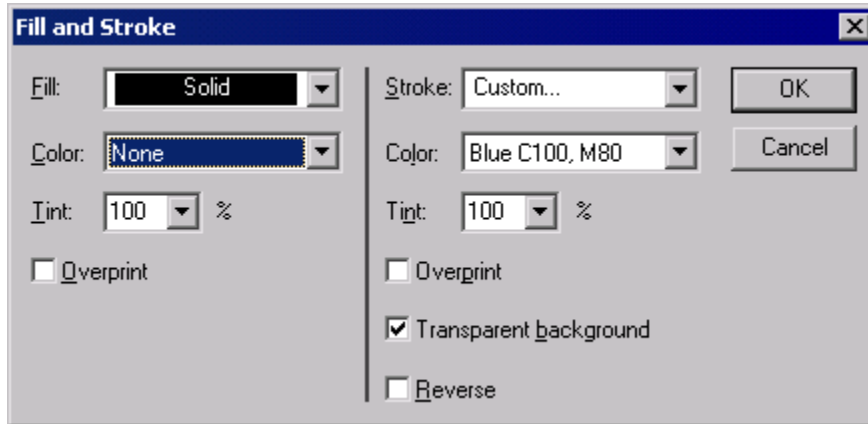 Fill and Stroke
Fill: Solid
Color: None
Tint: 100 %
Overprint
Stroke: Custom...
Color: Blue C100, M80
Tint: 100 %
Overprint
Transparent background
Reverse
OK
Cancel